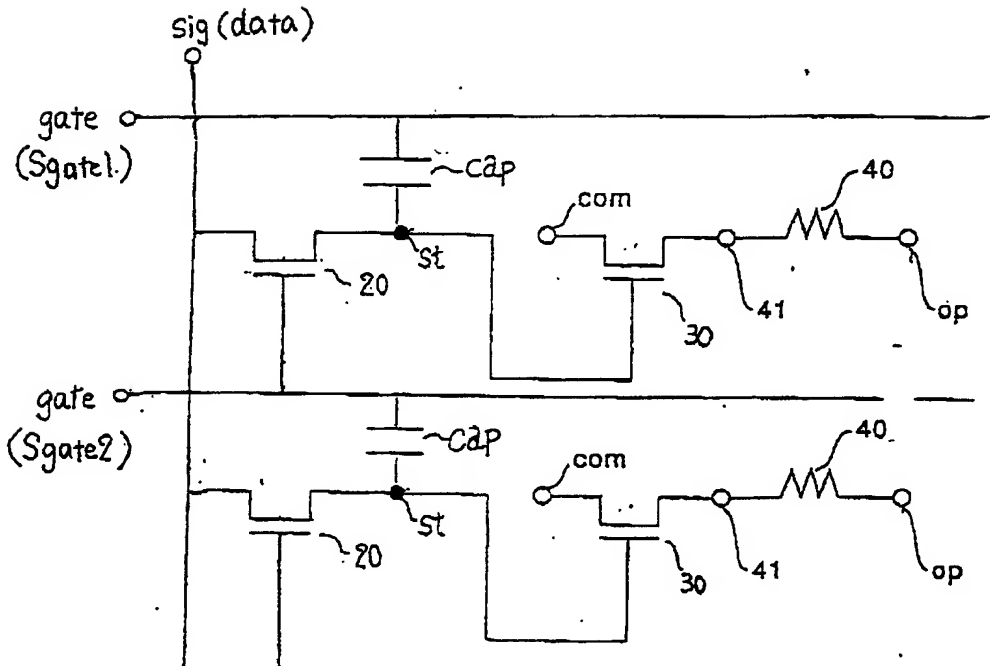 sig (data)
gate
(Sgate1.)
cap
com
40
st
20
30
41
op
gate
(Sgate2)
cap
com
40
st
20
30
41
op